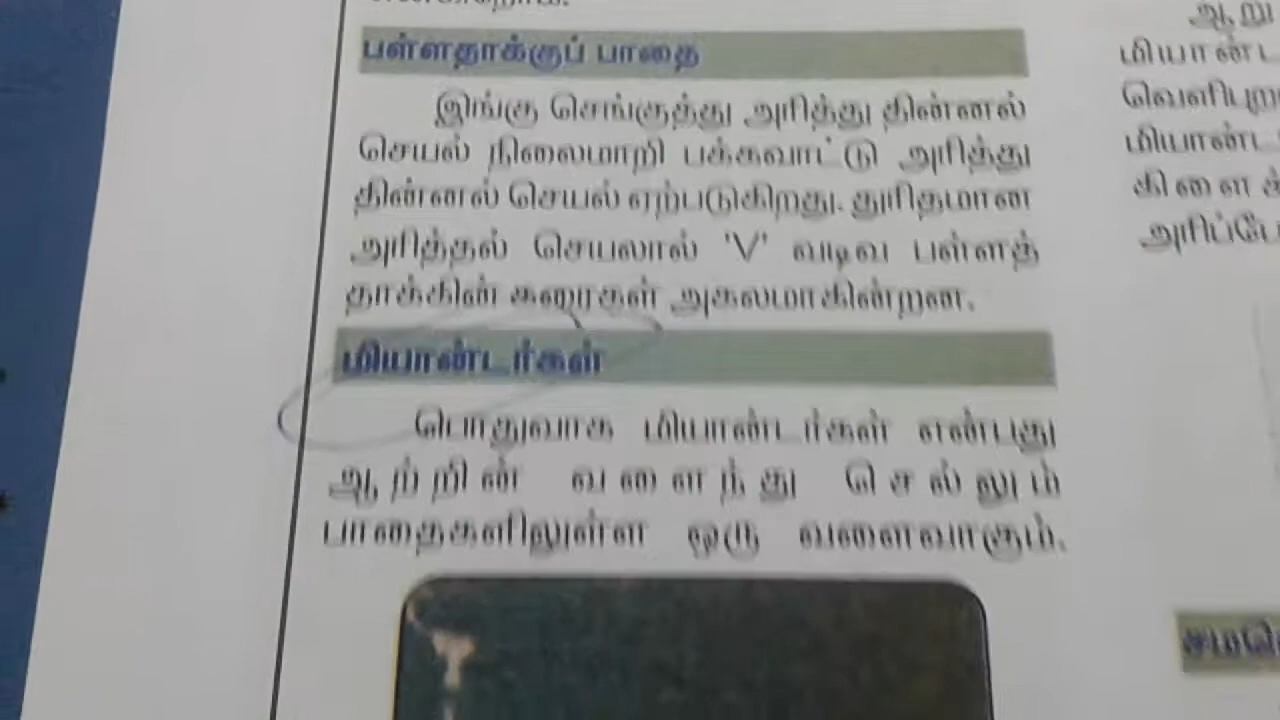 பள்ளதாக்குப் பாதை
இங்கு செங்குத்து அரித்து தின்னல்
செயல் நிலைமாறி பக்கவாட்டு அரித்து
தின்னல் செயல் ஏற்படுகிறது. துரிதமான
அரித்தல் செயலால் 'V' வடிவ பள்ளத்
தாக்கின் கரைகள் அகலமாகின்றன.
மியாண்டர்கள்
பொதுவாக மியாண்டர்கள் என்பது
ஆற்றின் வளைந்து செல்லும்
பாதைகளிலுள்ள ஒரு வளைவாகும்.
ஆறு